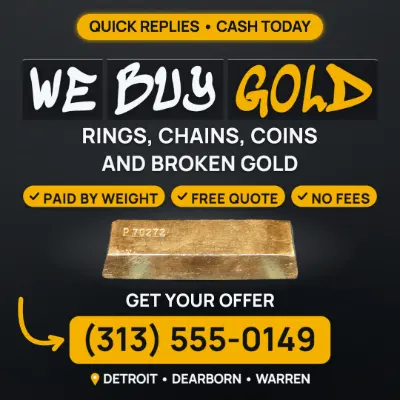 QUICK REPLIES • CASH TODAY
WE BUY GOLD
RINGS, CHAINS, COINS
AND BROKEN GOLD
PAID BY WEIGHT FREE QUOTE NO FEES
P 70272
GET YOUR OFFER
(313) 555-0149
DETROIT • DEARBORN • WARREN